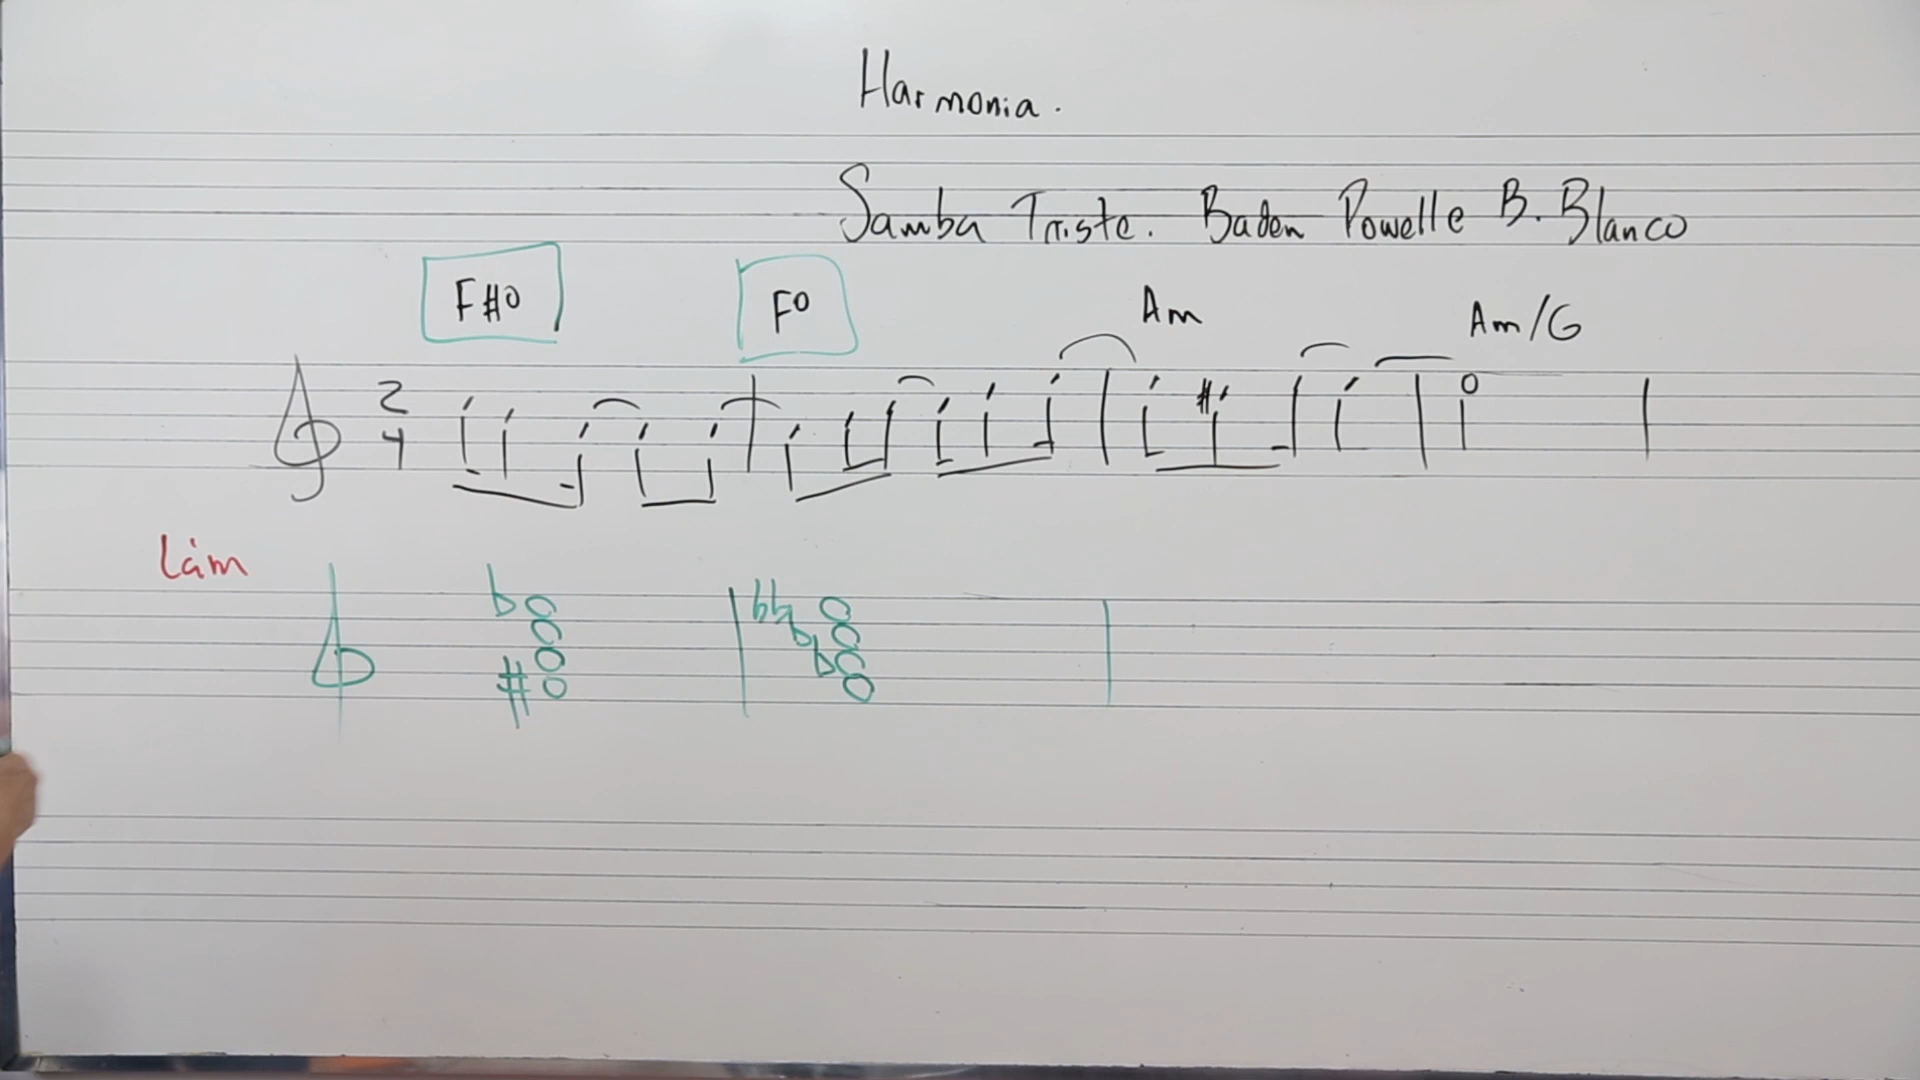 Harmonia.
Samba Triste. Baden Powelle B. Blanco
F#o Fo Am Am/G
2
4
Lám